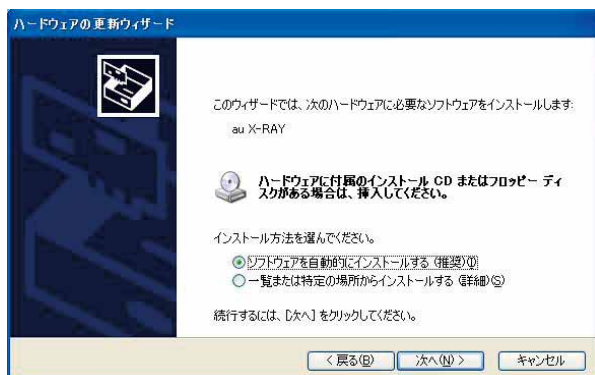 ハードウェアの更新ウィザード
このウィザードでは、次のハードウェアに必要なソフトウェアをインストールします:
au X-RAY
ハードウェアに付属のインストール CD またはフロッピー ディ
スクがある場合は、挿入してください。
インストール方法を選んでください。
ソフトウェアを自動的にインストールする (推奨)(I)
一覧または特定の場所からインストールする (詳細)(S)
続行するには、[次へ] をクリックしてください。
< 戻る(B) 次へ(N) > キャンセル